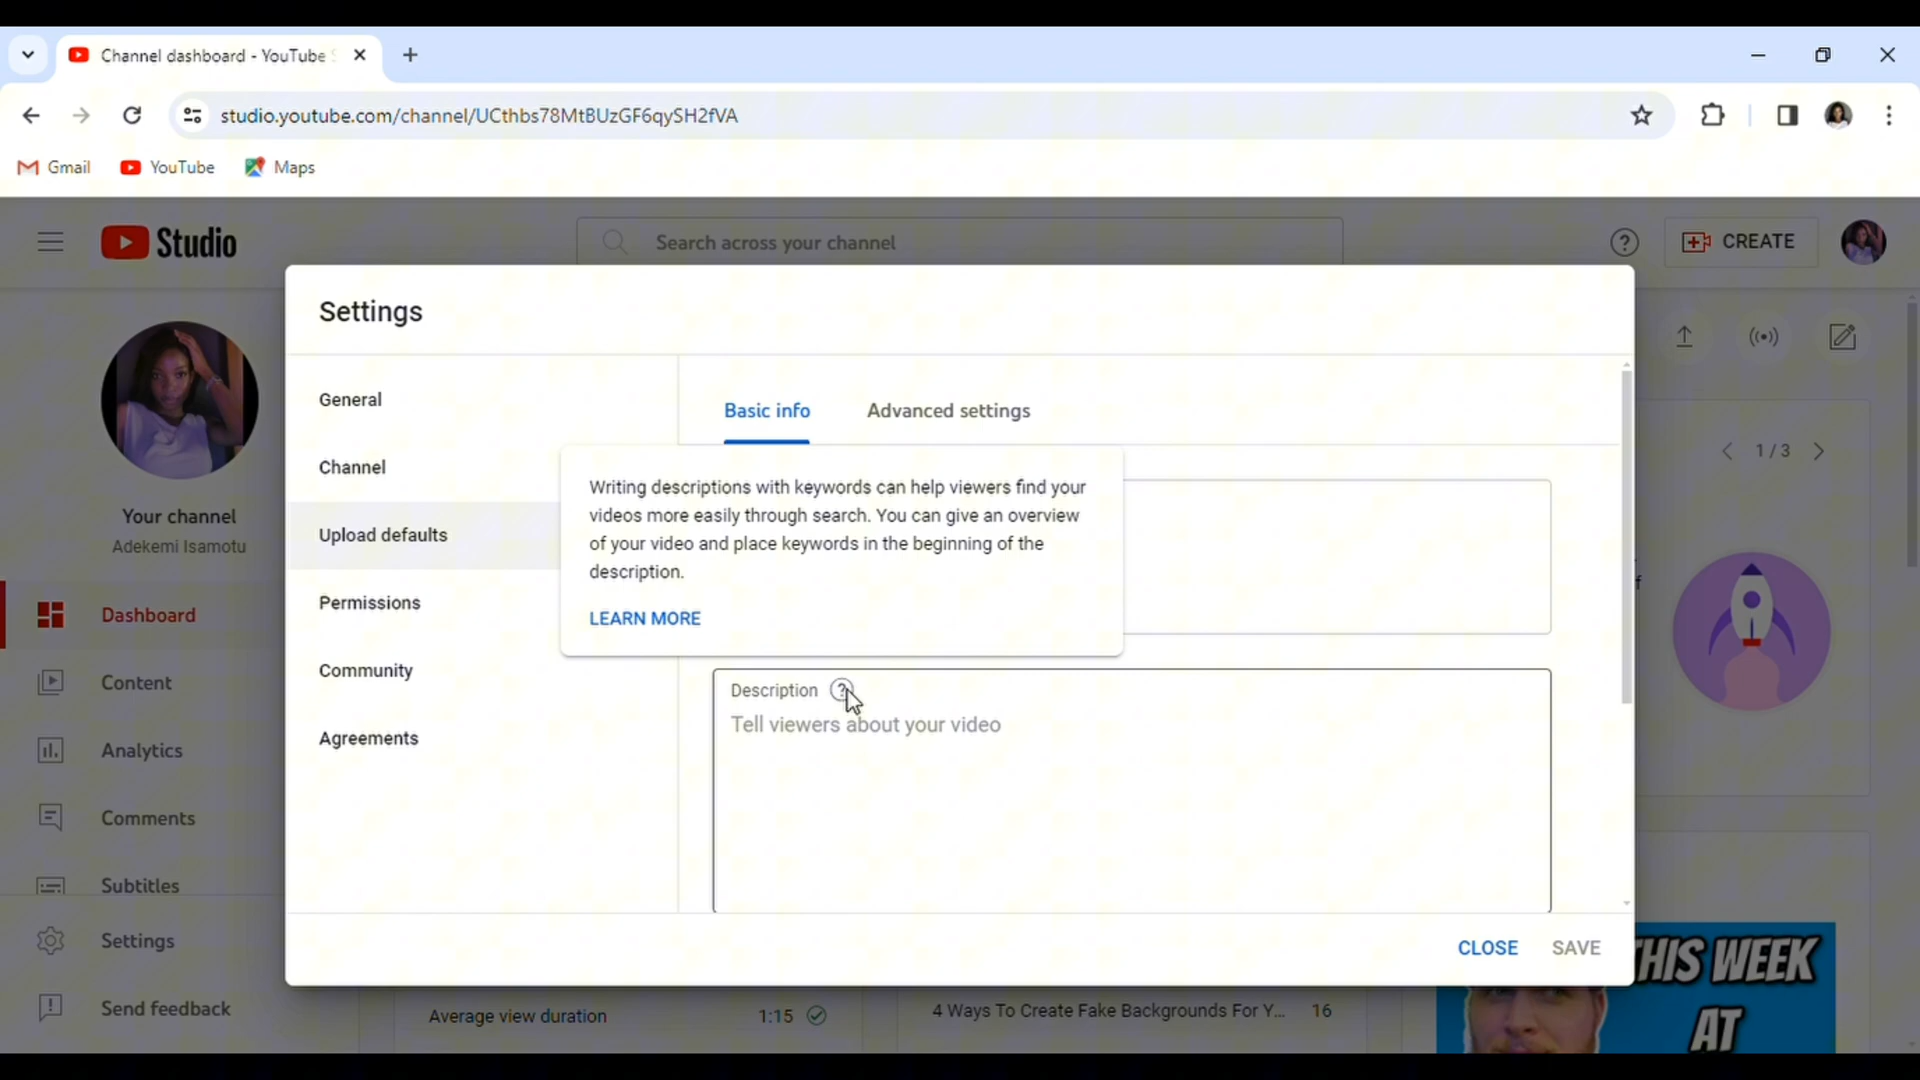 Channel dashboard - YouTube S
studio.youtube.com/channel/UCthbs78MtBUzGF6qySH2fVA
Gmail YouTube Maps
Studio
Search across your channel
CREATE
Settings
General
Channel
Upload defaults
Permissions
Community
Agreements
Basic info Advanced settings
Writing descriptions with keywords can help viewers find your
videos more easily through search. You can give an overview
of your video and place keywords in the beginning of the
description.
LEARN MORE
Description
Tell viewers about your video
CLOSE SAVE
Your channel
Adekemi Isamotu
Dashboard
Content
Analytics
Comments
Subtitles
Settings
Send feedback
1 / 3
f
Average view duration 1:15
4 Ways To Create Fake Backgrounds For Y... 16
THIS WEEK
AT